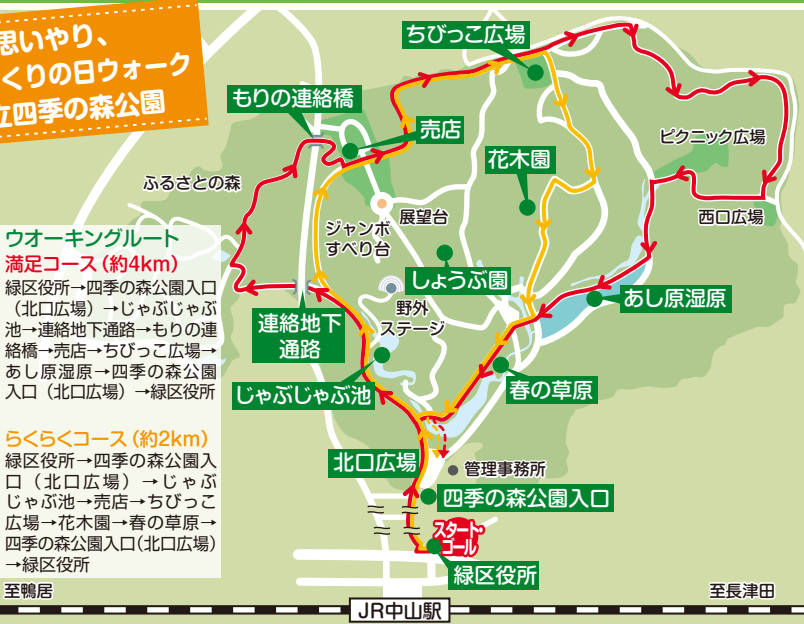 思いやり、
くりの日ウォーク
立四季の森公園
ちびっこ広場
もりの連絡橋
売店
ピクニック広場
花木園
ふるさとの森
西口広場
展望台
ジャンボ
すべり台
しょうぶ園
野外
ステージ
あし原湿原
連絡地下
通路
じゃぶじゃぶ池
春の草原
北口広場
管理事務所
四季の森公園入口
スタート・
ゴール
緑区役所
ウオーキングルート
満足コース（約4km）
緑区役所→四季の森公園入口
（北口広場）→じゃぶじゃぶ
池→連絡地下通路→もりの連
絡橋→売店→ちびっこ広場→
あし原湿原→四季の森公園
入口（北口広場）→緑区役所
らくらくコース（約2km）
緑区役所→四季の森公園入
口（北口広場）→じゃぶ
じゃぶ池→売店→ちびっこ
広場→花木園→春の草原→
四季の森公園入口（北口広場）
→緑区役所
至鴨居
JR中山駅
至長津田